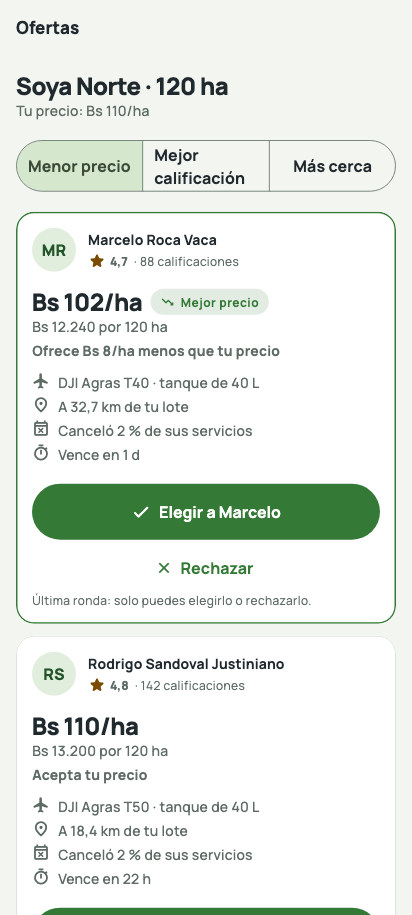 Ofertas
Soya Norte · 120 ha
Tu precio: Bs 110/ha
Menor precio
Mejor
calificación
Más cerca
MR
Marcelo Roca Vaca
4,7 · 88 calificaciones
Bs 102/ha
Mejor precio
Bs 12.240 por 120 ha
Ofrece Bs 8/ha menos que tu precio
DJI Agras T40 · tanque de 40 L
A 32,7 km de tu lote
Canceló 2 % de sus servicios
Vence en 1 d
Elegir a Marcelo
Rechazar
Última ronda: solo puedes elegirlo o rechazarlo.
RS
Rodrigo Sandoval Justiniano
4,8 · 142 calificaciones
Bs 110/ha
Bs 13.200 por 120 ha
Acepta tu precio
DJI Agras T50 · tanque de 40 L
A 18,4 km de tu lote
Canceló 2 % de sus servicios
Vence en 22 h